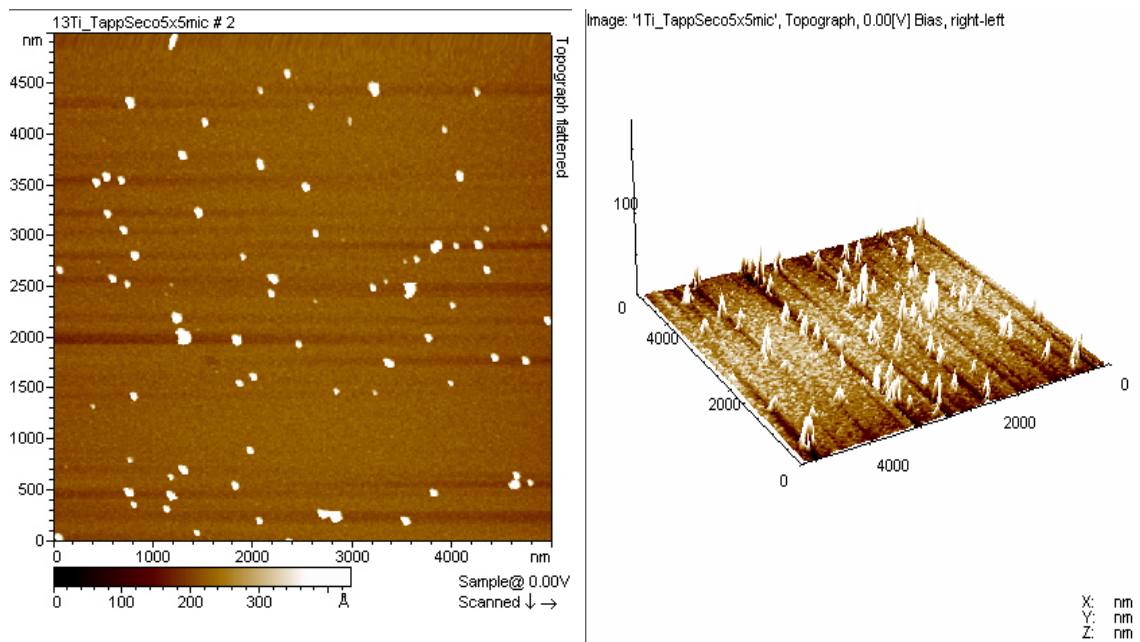 13Ti_TappSeco5x5mic # 2
nm
4500
4000
3500
3000
2500
2000
1500
1000
500
0
0 1000 2000 3000 nm
4000
Topograph flattened
0 100 200 300 Å
Sample@ 0.00V
Scanned ↓ →
Image: '1Ti_TappSeco5x5mic', Topograph, 0.00[V] Bias, right-left
100
0
4000
2000
0
4000
2000
0
X: nm
Y: nm
Z: nm